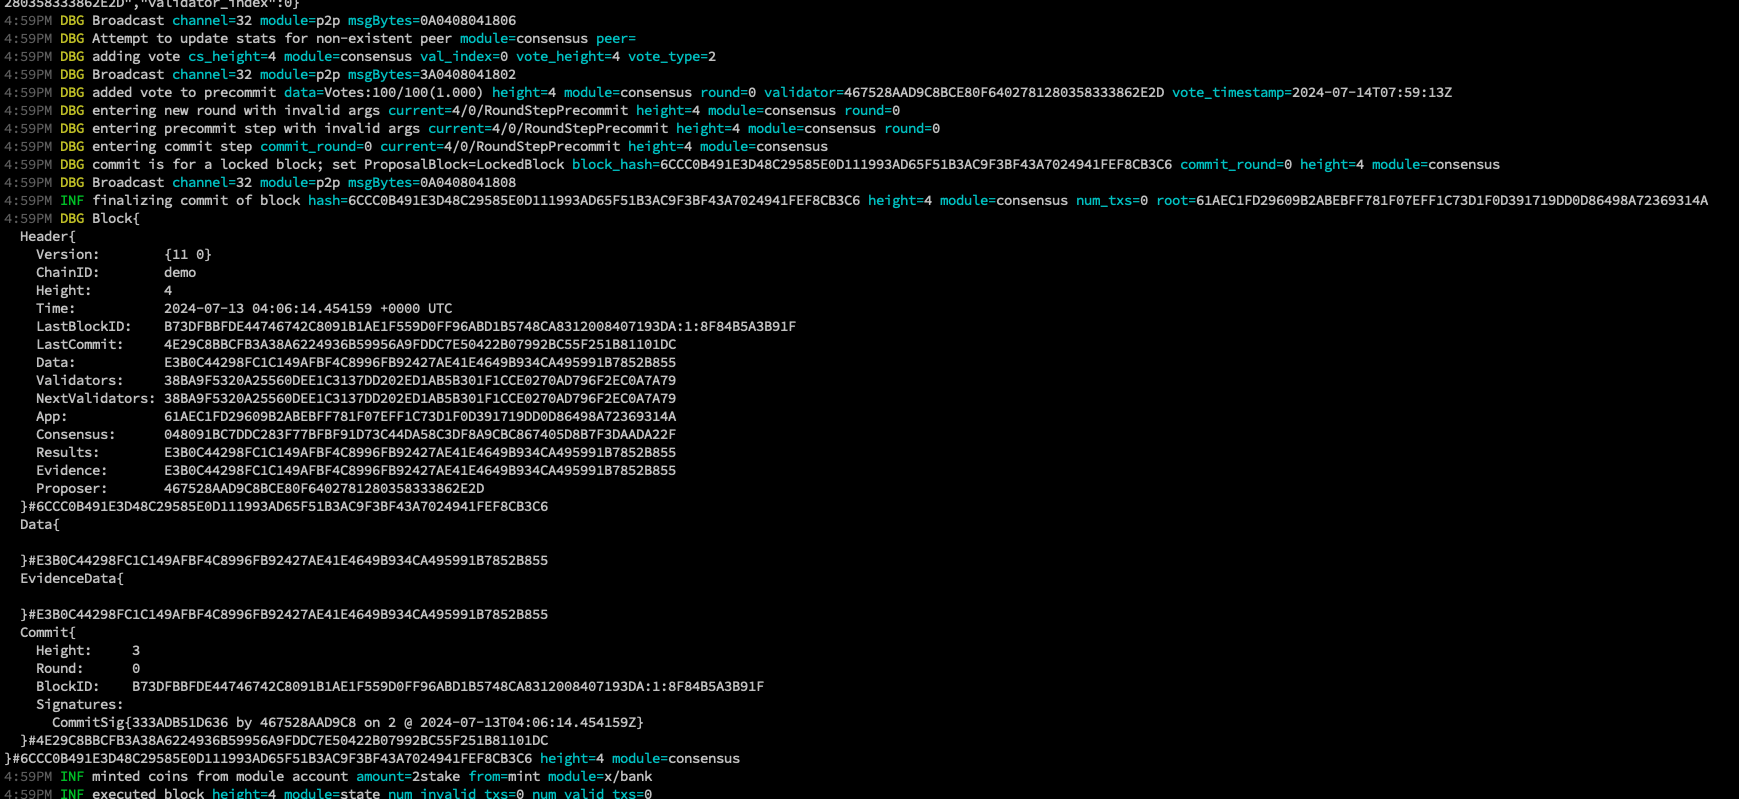 280358333862E2D","validator_index":0}
4:59PM DBG Broadcast channel=32 module=p2p msgBytes=0A0408041806
4:59PM DBG Attempt to update stats for non-existent peer module=consensus peer=
4:59PM DBG adding vote cs_height=4 module=consensus val_index=0 vote_height=4 vote_type=2
4:59PM DBG Broadcast channel=32 module=p2p msgBytes=3A0408041802
4:59PM DBG added vote to precommit data=Votes:100/100(1.000) height=4 module=consensus round=0 validator=467528AAD9C8BCE80F6402781280358333862E2D vote_timestamp=2024-07-14T07:59:13Z
4:59PM DBG entering new round with invalid args current=4/0/RoundStepPrecommit height=4 module=consensus round=0
4:59PM DBG entering precommit step with invalid args current=4/0/RoundStepPrecommit height=4 module=consensus round=0
4:59PM DBG entering commit step commit_round=0 current=4/0/RoundStepPrecommit height=4 module=consensus
4:59PM DBG commit is for a locked block; set ProposalBlock=LockedBlock block_hash=6CCC0B491E3D48C29585E0D111993AD65F51B3AC9F3BF43A7024941FEF8CB3C6 commit_round=0 height=4 module=consensus
4:59PM DBG Broadcast channel=32 module=p2p msgBytes=0A0408041808
4:59PM INF finalizing commit of block hash=6CCC0B491E3D48C29585E0D111993AD65F51B3AC9F3BF43A7024941FEF8CB3C6 height=4 module=consensus num_txs=0 root=61AEC1FD29609B2ABEBFF781F07EFF1C73D1F0D391719DD0D86498A72369314A
4:59PM DBG Block{
Header{
Version: {11 0}
ChainID: demo
Height: 4
Time: 2024-07-13 04:06:14.454159 +0000 UTC
LastBlockID: B73DFBBFDE44746742C8091B1AE1F559D0FF96ABD1B5748CA8312008407193DA:1:8F84B5A3B91F
LastCommit: 4E29C8BBCFB3A38A6224936B59956A9FDDC7E50422B07992BC55F251B81101DC
Data: E3B0C44298FC1C149AFBF4C8996FB92427AE41E4649B934CA495991B7852B855
Validators: 38BA9F5320A25560DEE1C3137DD202ED1AB5B301F1CCE0270AD796F2EC0A7A79
NextValidators: 38BA9F5320A25560DEE1C3137DD202ED1AB5B301F1CCE0270AD796F2EC0A7A79
App: 61AEC1FD29609B2ABEBFF781F07EFF1C73D1F0D391719DD0D86498A72369314A
Consensus: 048091BC7DDC283F77BFBF91D73C44DA58C3DF8A9CBC867405D8B7F3DAADA22F
Results: E3B0C44298FC1C149AFBF4C8996FB92427AE41E4649B934CA495991B7852B855
Evidence: E3B0C44298FC1C149AFBF4C8996FB92427AE41E4649B934CA495991B7852B855
Proposer: 467528AAD9C8BCE80F6402781280358333862E2D
}#6CCC0B491E3D48C29585E0D111993AD65F51B3AC9F3BF43A7024941FEF8CB3C6
Data{
}#E3B0C44298FC1C149AFBF4C8996FB92427AE41E4649B934CA495991B7852B855
EvidenceData{
}#E3B0C44298FC1C149AFBF4C8996FB92427AE41E4649B934CA495991B7852B855
Commit{
Height: 3
Round: 0
BlockID: B73DFBBFDE44746742C8091B1AE1F559D0FF96ABD1B5748CA8312008407193DA:1:8F84B5A3B91F
Signatures:
CommitSig{333ADB51D636 by 467528AAD9C8 on 2 @ 2024-07-13T04:06:14.454159Z}
}#4E29C8BBCFB3A38A6224936B59956A9FDDC7E50422B07992BC55F251B81101DC
}#6CCC0B491E3D48C29585E0D111993AD65F51B3AC9F3BF43A7024941FEF8CB3C6 height=4 module=consensus
4:59PM INF minted coins from module account amount=2stake from=mint module=x/bank
4:59PM INF executed block height=4 module=state num_invalid_txs=0 num_valid_txs=0